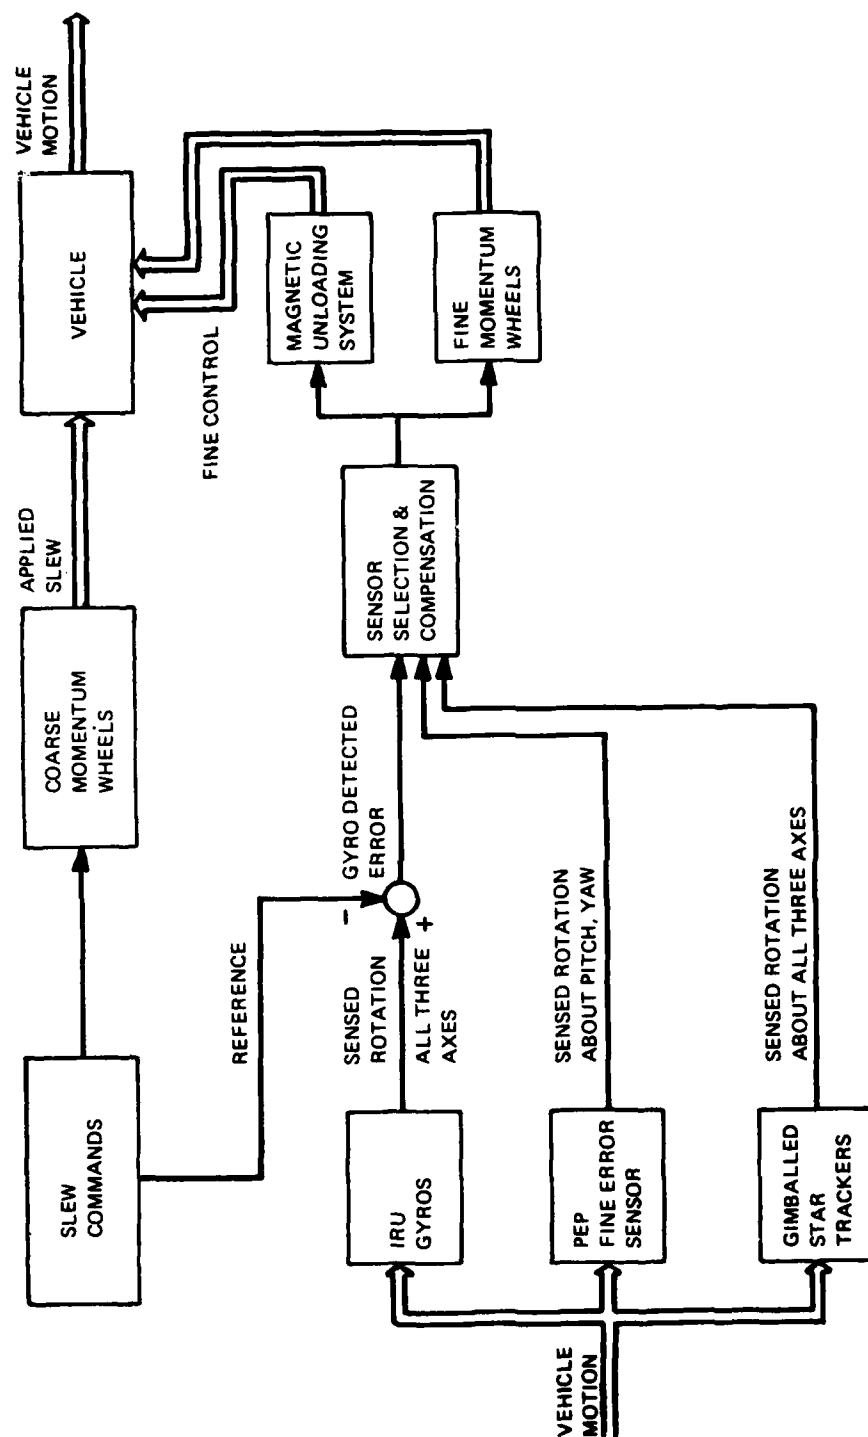 SLEW
COMMANDS
COARSE
MOMENTUM
WHEELS
APPLIED
SLEW
VEHICLE
VEHICLE
MOTION
REFERENCE
FINE CONTROL
MAGNETIC
UNLOADING
SYSTEM
FINE
MOMENTUM
WHEELS
SENSOR
SELECTION &
COMPENSATION
GYRO DETECTED
ERROR
−
+
SENSED
ROTATION
ALL THREE
AXES
IRU
GYROS
SENSED ROTATION
ABOUT PITCH, YAW
PEP
FINE ERROR
SENSOR
SENSED ROTATION
ABOUT ALL THREE AXES
GIMBALLED
STAR
TRACKERS
VEHICLE
MOTION